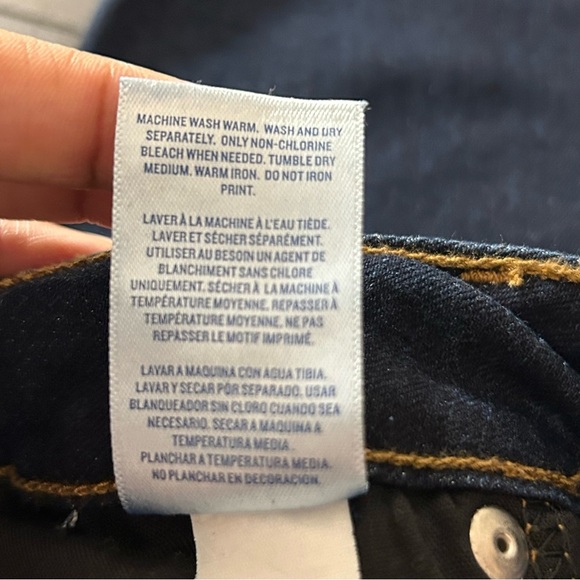 MACHINE WASH WARM. WASH AND DRY
SEPARATELY. ONLY NON-CHLORINE
BLEACH WHEN NEEDED. TUMBLE DRY
MEDIUM. WARM IRON. DO NOT IRON
PRINT.
LAVER À LA MACHINE À L'EAU TIÈDE.
LAVER ET SÉCHER SÉPARÉMENT.
UTILISER AU BESOIN UN AGENT DE
BLANCHIMENT SANS CHLORE
UNIQUEMENT. SÉCHER À LA MACHINE À
TEMPÉRATURE MOYENNE. REPASSER À
TEMPÉRATURE MOYENNE. NE PAS
REPASSER LE MOTIF IMPRIMÉ.
LAVAR A MAQUINA CON AGUA TIBIA.
LAVAR Y SECAR POR SEPARADO. USAR
BLANQUEADOR SIN CLORO CUANDO SEA
NECESARIO. SECAR A MAQUINA A
TEMPERATURA MEDIA.
PLANCHAR A TEMPERATURA MEDIA.
NO PLANCHAR EN DECORACIÓN.